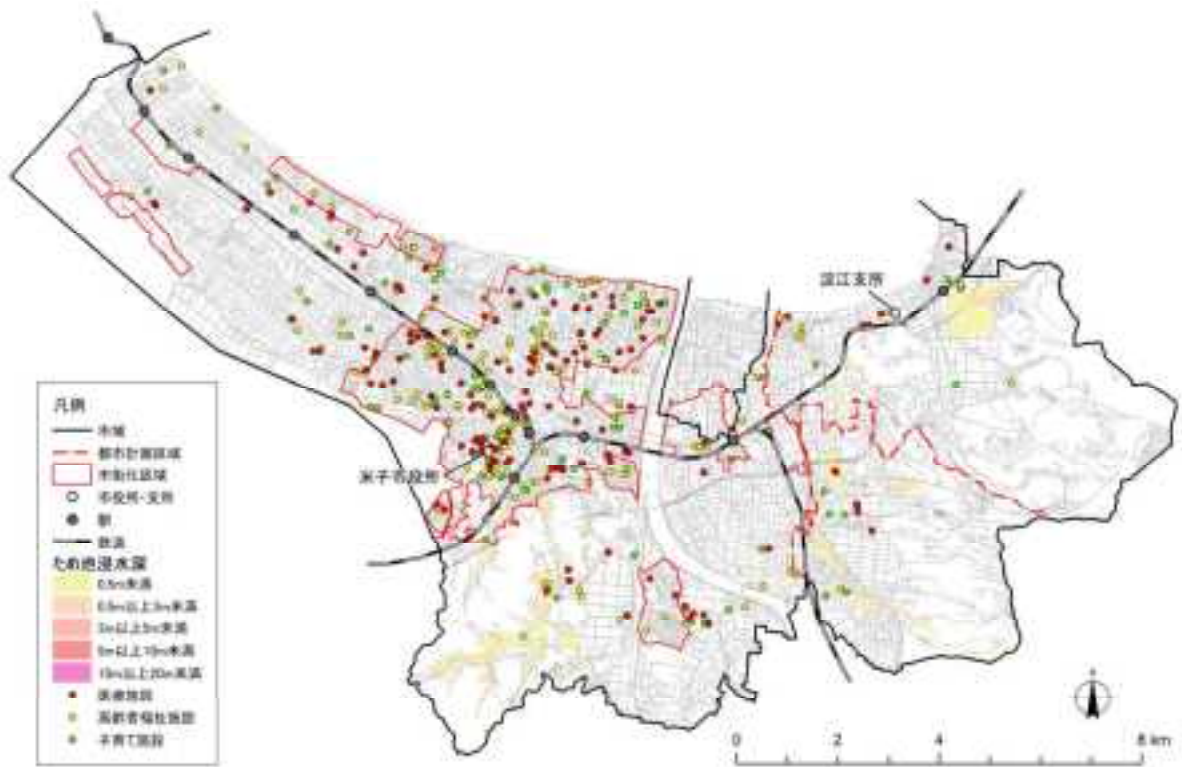 淀江支所
米子市役所
凡例
市域
都市計画区域
市街化区域
市役所・支所
駅
鉄道
ため池浸水深
0.5m未満
0.5m以上3m未満
3m以上5m未満
5m以上10m未満
10m以上20m未満
医療施設
高齢者福祉施設
子育て施設
0 2 4 8 km